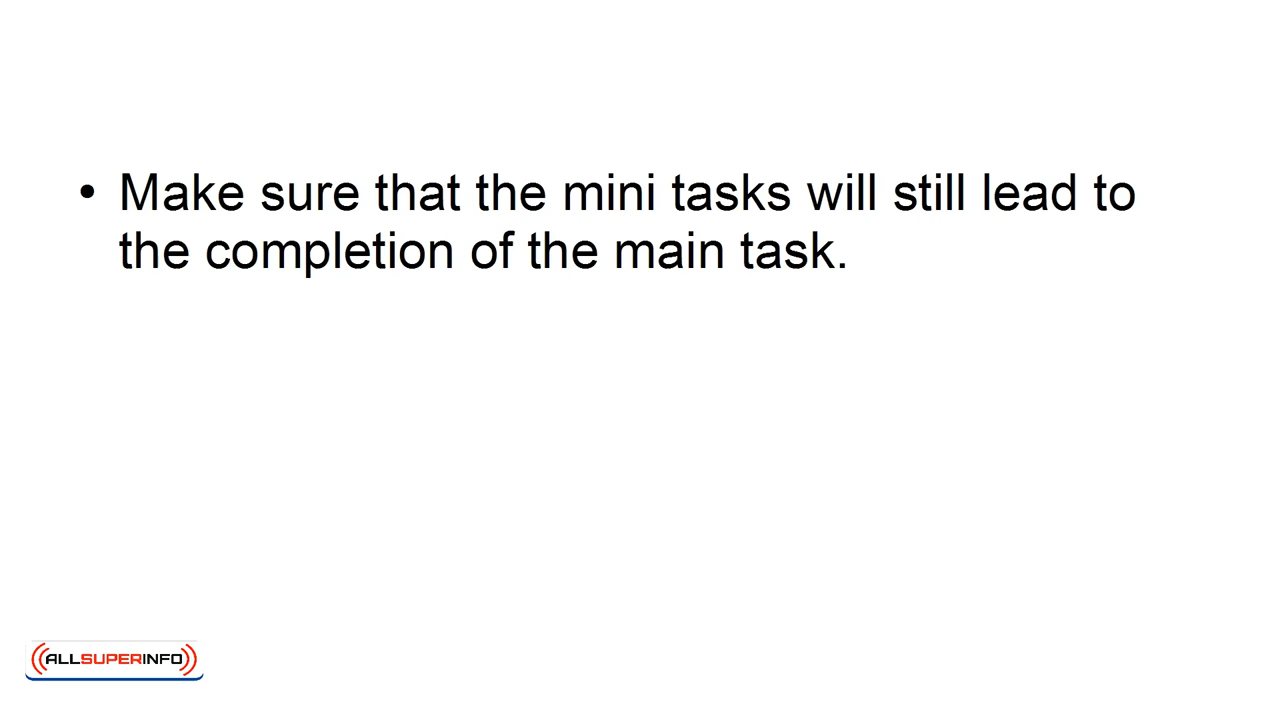 • Make sure that the mini tasks will still lead to
the completion of the main task.
ALLSUPERINFO